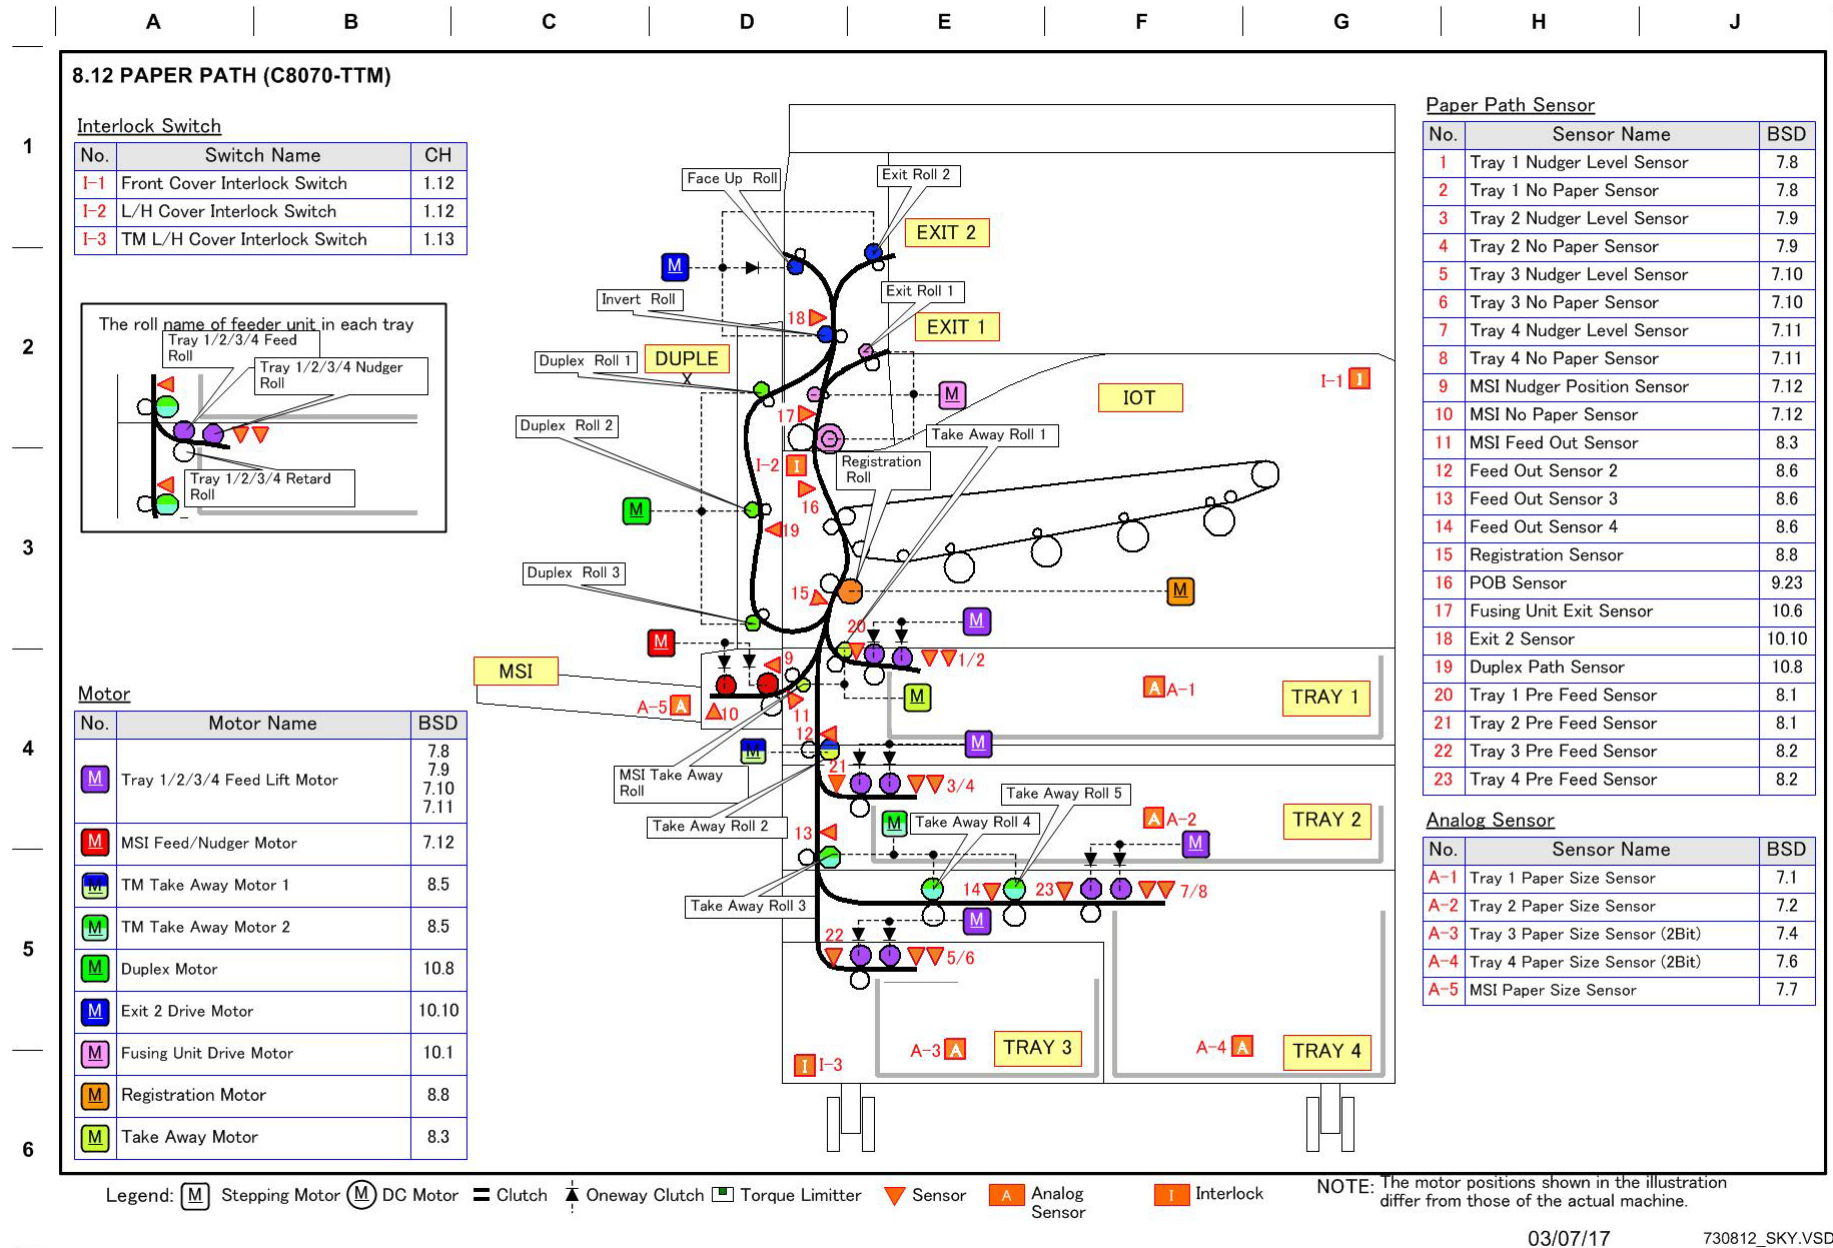 A B C D E F G H J
1
2
3
4
5
6
8.12 PAPER PATH (C8070-TTM)
Interlock Switch
No. Switch Name CH
I-1 Front Cover Interlock Switch 1.12
I-2 L/H Cover Interlock Switch 1.12
I-3 TM L/H Cover Interlock Switch 1.13
The roll name of feeder unit in each tray
Tray 1/2/3/4 Feed
Roll
Tray 1/2/3/4 Nudger
Roll
Tray 1/2/3/4 Retard
Roll
Motor
No. Motor Name BSD
M Tray 1/2/3/4 Feed Lift Motor 7.8
7.9
7.10
7.11
M MSI Feed/Nudger Motor 7.12
M TM Take Away Motor 1 8.5
M TM Take Away Motor 2 8.5
M Duplex Motor 10.8
M Exit 2 Drive Motor 10.10
M Fusing Unit Drive Motor 10.1
M Registration Motor 8.8
M Take Away Motor 8.3
Face Up Roll
Exit Roll 2
EXIT 2
M
Invert Roll
Exit Roll 1
18
EXIT 1
Duplex Roll 1
DUPLE
X
I-1 I
M
IOT
17
Duplex Roll 2
Take Away Roll 1
I-2 I
Registration
Roll
16
M
19
Duplex Roll 3
15
M
20
M
M
MSI
9
1/2
A-5 A
10
11
M
A A-1
TRAY 1
12
M
M
MSI Take Away
Roll
21
3/4
Take Away Roll 5
Take Away Roll 2
13
M
Take Away Roll 4
A A-2
TRAY 2
M
Take Away Roll 3
14
23
7/8
M
22
5/6
A-3 A
TRAY 3
A-4 A
TRAY 4
I I-3
Paper Path Sensor
No. Sensor Name BSD
1 Tray 1 Nudger Level Sensor 7.8
2 Tray 1 No Paper Sensor 7.8
3 Tray 2 Nudger Level Sensor 7.9
4 Tray 2 No Paper Sensor 7.9
5 Tray 3 Nudger Level Sensor 7.10
6 Tray 3 No Paper Sensor 7.10
7 Tray 4 Nudger Level Sensor 7.11
8 Tray 4 No Paper Sensor 7.11
9 MSI Nudger Position Sensor 7.12
10 MSI No Paper Sensor 7.12
11 MSI Feed Out Sensor 8.3
12 Feed Out Sensor 2 8.6
13 Feed Out Sensor 3 8.6
14 Feed Out Sensor 4 8.6
15 Registration Sensor 8.8
16 POB Sensor 9.23
17 Fusing Unit Exit Sensor 10.6
18 Exit 2 Sensor 10.10
19 Duplex Path Sensor 10.8
20 Tray 1 Pre Feed Sensor 8.1
21 Tray 2 Pre Feed Sensor 8.1
22 Tray 3 Pre Feed Sensor 8.2
23 Tray 4 Pre Feed Sensor 8.2
Analog Sensor
No. Sensor Name BSD
A-1 Tray 1 Paper Size Sensor 7.1
A-2 Tray 2 Paper Size Sensor 7.2
A-3 Tray 3 Paper Size Sensor (2Bit) 7.4
A-4 Tray 4 Paper Size Sensor (2Bit) 7.6
A-5 MSI Paper Size Sensor 7.7
Legend: M Stepping Motor M DC Motor Clutch Oneway Clutch Torque Limitter Sensor A Analog
Sensor
I Interlock
NOTE: The motor positions shown in the illustration
differ from those of the actual machine.
03/07/17
730812_SKY.VSD